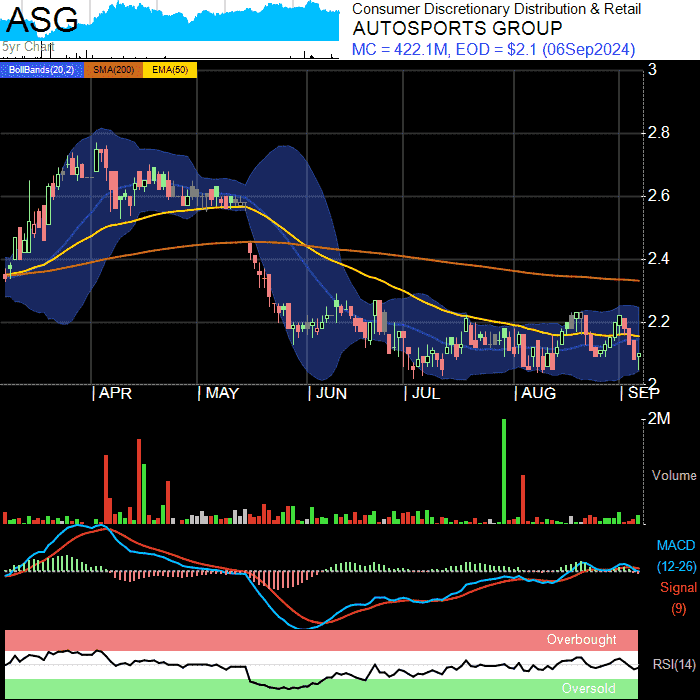 ASG
5yr Chart
Consumer Discretionary Distribution & Retail
AUTOSPORTS GROUP
MC = 422.1M, EOD = $2.1 (06Sep2024)
BollBands(20,2) SMA(200) EMA(50)
3
2.8
2.6
2.4
2.2
2
| APR | MAY | JUN | JUL | AUG | SEP
2M
Volume
MACD
(12-26)
Signal
(9)
Overbought
RSI(14)
Oversold